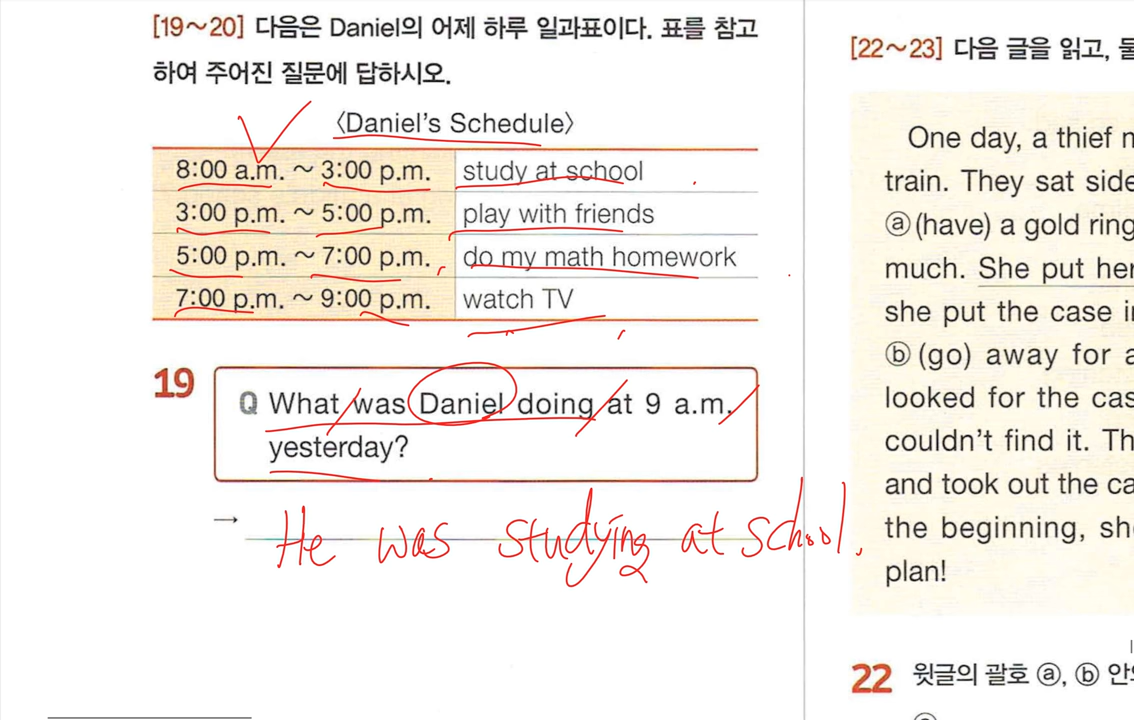 [19~20] 다음은 Daniel의 어제 하루 일과표이다. 표를 참고
하여 주어진 질문에 답하시오.
〈Daniel's Schedule〉
8:00 a.m. ~ 3:00 p.m. study at school
3:00 p.m. ~ 5:00 p.m. play with friends
5:00 p.m. ~ 7:00 p.m. do my math homework
7:00 p.m. ~ 9:00 p.m. watch TV
19
Q What was Daniel doing at 9 a.m.
yesterday?
→ He was studying at school.
[22~23] 다음 글을 읽고,
One day, a thief
train. They sat side
ⓐ (have) a gold ring
much. She put her
she put the case
ⓑ (go) away for a
looked for the
couldn't find it.
and took out the
the beginning,
plan!
22 윗글의 괄호 ⓐ, ⓑ